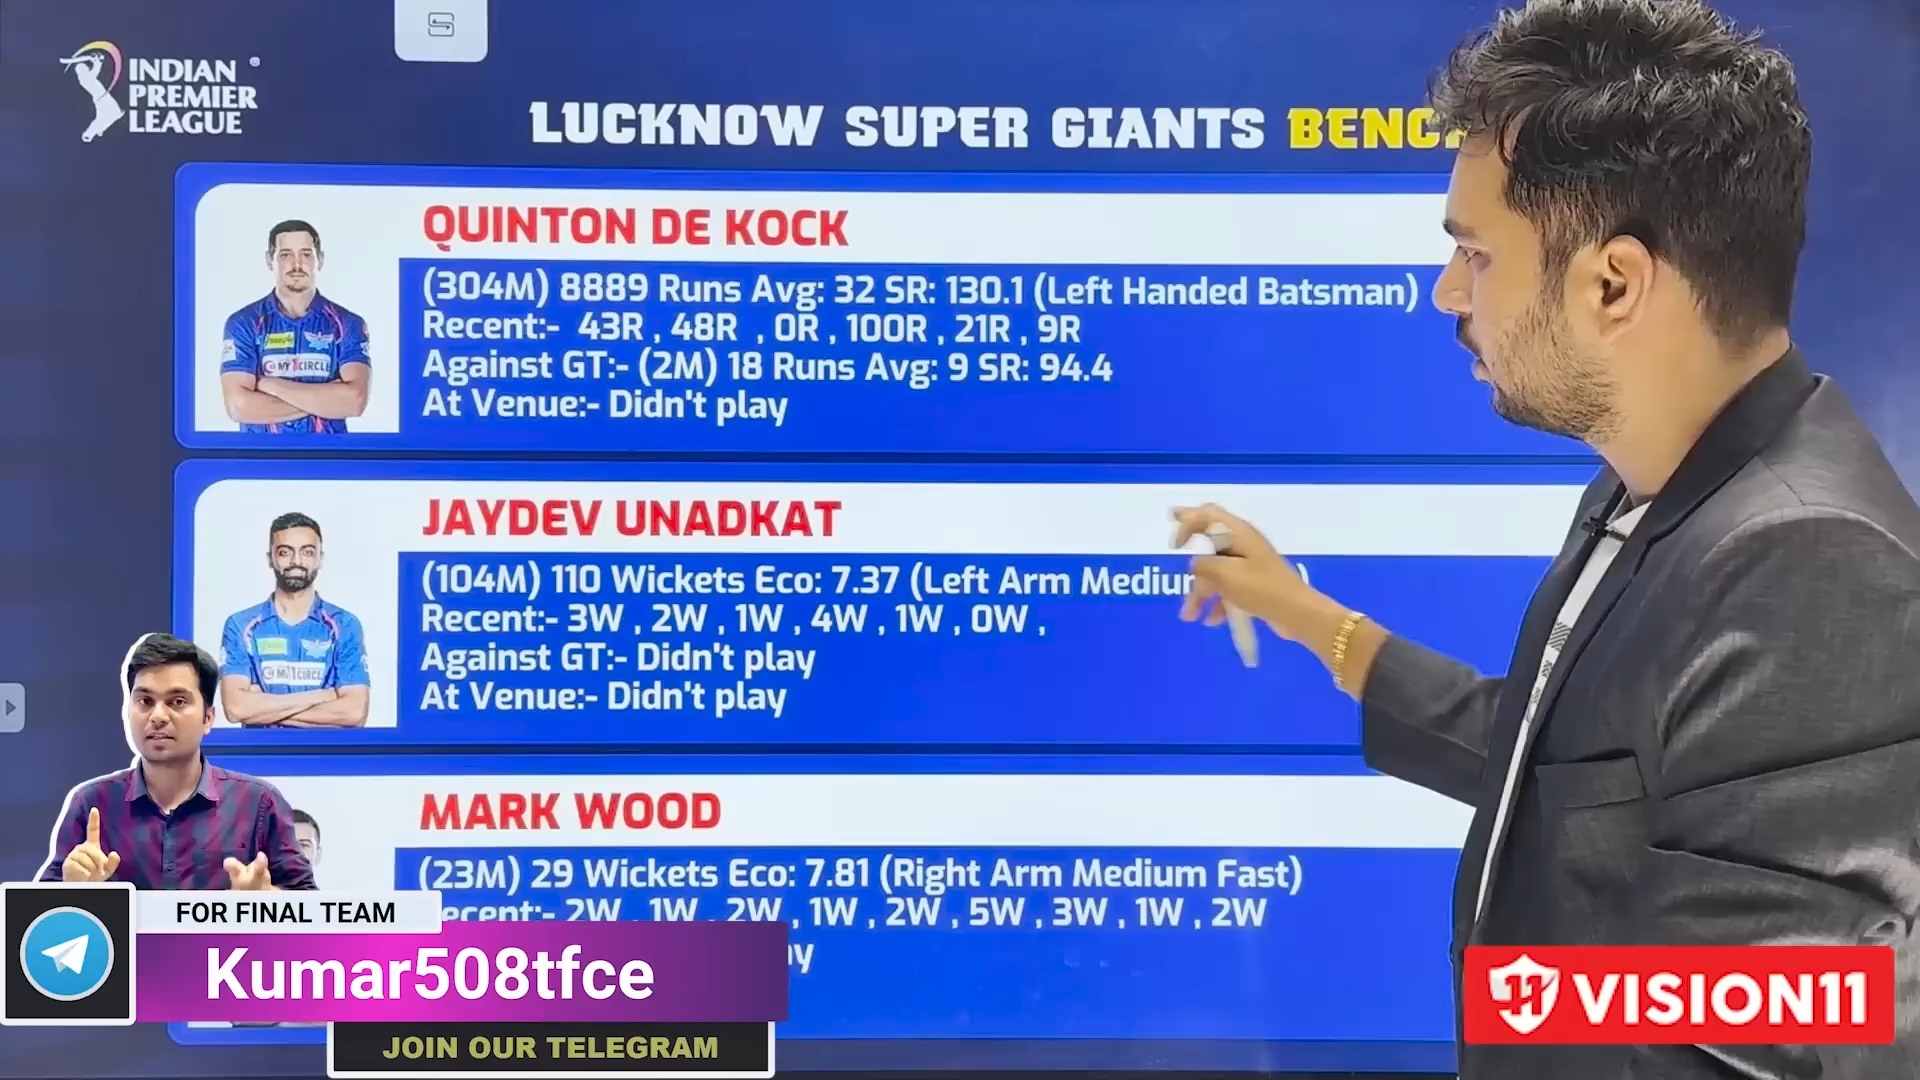 INDIAN
PREMIER
LEAGUE
LUCKNOW SUPER GIANTS
QUINTON DE KOCK
(304M) 8889 Runs Avg: 32 SR: 130.1 (Left Handed Batsman)
Recent:- 43R , 48R , 0R , 100R , 21R , 9R
Against GT:- (2M) 18 Runs Avg: 9 SR: 94.4
At Venue:- Didn't play
JAYDEV UNADKAT
(104M) 110 Wickets Eco: 7.37 (Left Arm
Recent:- 3W , 2W , 1W , 4W , 1W , 0W ,
Against GT:- Didn't play
At Venue:- Didn't play
MARK WOOD
(23M) 29 Wickets Eco: 7.81 (Right Arm Medium Fast)
2W , 1W , 2W , 1W , 2W , 5W , 3W , 1W , 2W
FOR FINAL TEAM
Kumar508tfce
JOIN OUR TELEGRAM
VISION11